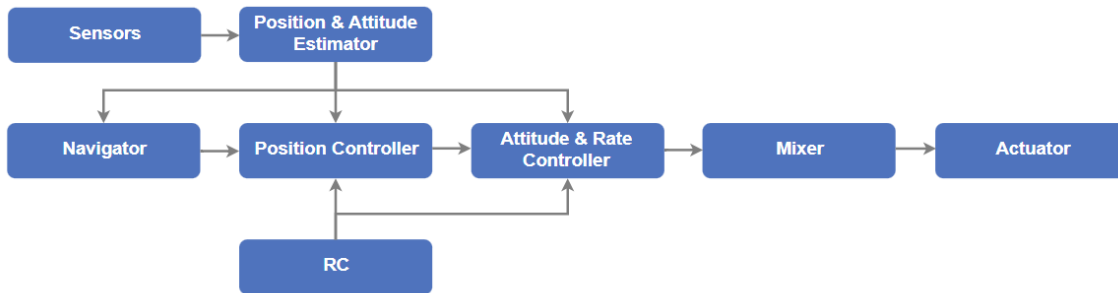 Sensors
Position & Attitude
Estimator
Navigator
Position Controller
Attitude & Rate
Controller
Mixer
Actuator
RC